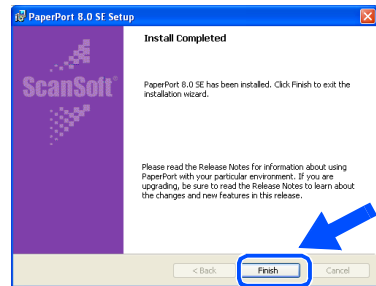 PaperPort 8.0 SE Setup
Install Completed
ScanSoft®
PaperPort 8.0 SE has been installed. Click Finish to exit the
installation wizard.
Please read the Release Notes for information about using
PaperPort with your particular environment. If you are
upgrading, be sure to read the Release Notes to learn about
the changes and new features in this release.
< Back
Finish
Cancel